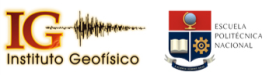 IG
Instituto Geofísico
ESCUELA
POLITÉCNICA
NACIONAL